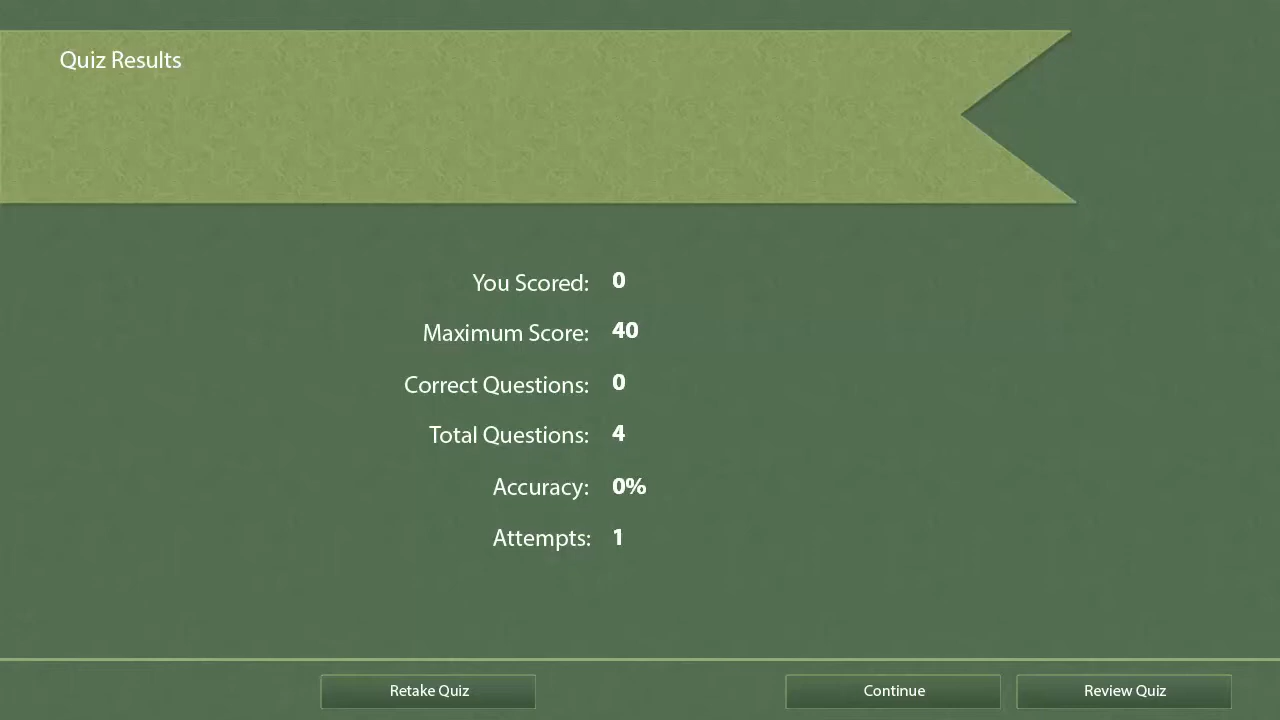 Quiz Results
You Scored: 0
Maximum Score: 40
Correct Questions: 0
Total Questions: 4
Accuracy: 0%
Attempts: 1
Retake Quiz Continue Review Quiz